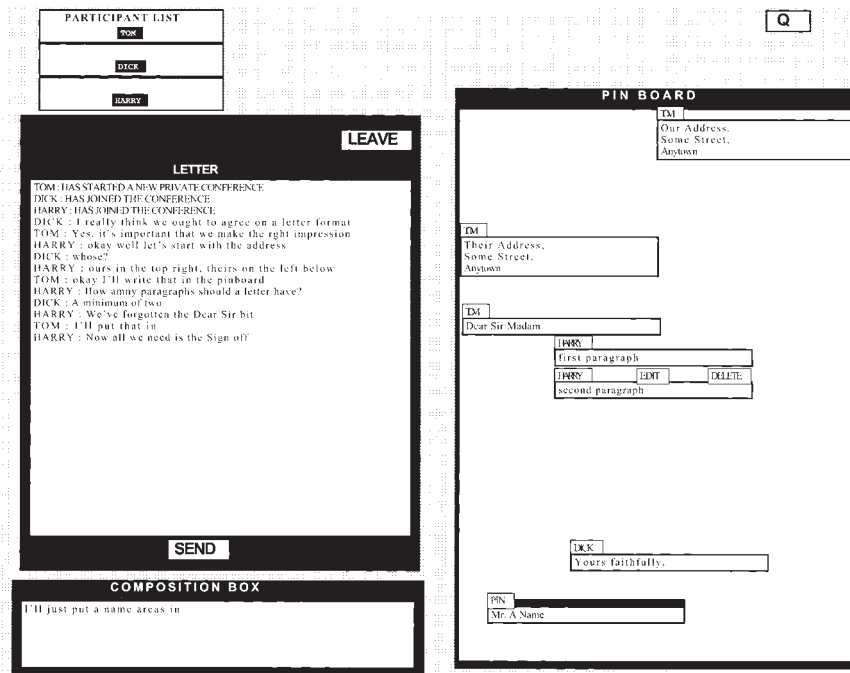 PARTICIPANT LIST
TOM
DICK
HARRY
Q
LEAVE
LETTER
TOM : HAS STARTED A NEW PRIVATE CONFERENCE
DICK : HAS JOINED THE CONFERENCE
HARRY : HAS JOINED THE CONFERENCE
DICK : I really think we ought to agree on a letter format
TOM : Yes, it's important that we make the rght impression
HARRY : okay well let's start with the address
DICK : whose?
HARRY : ours in the top right, theirs on the left below
TOM : okay I'll write that in the pinboard
HARRY : How amny paragraphs should a letter have?
DICK : A minimum of two
HARRY : We've forgotten the Dear Sir bit
TOM : I'll put that in
HARRY : Now all we need is the Sign off
SEND
COMPOSITION BOX
I'll just put a name areas in
PIN BOARD
TM
Our Address,
Some Street,
Anytown
TM
Their Address,
Some Street,
Anytown
TM
Dear Sir Madam
HARRY
first paragraph
HARRY EDIT DELETE
second paragraph
DICK
Yours faithfully,
PIN
Mr. A Name